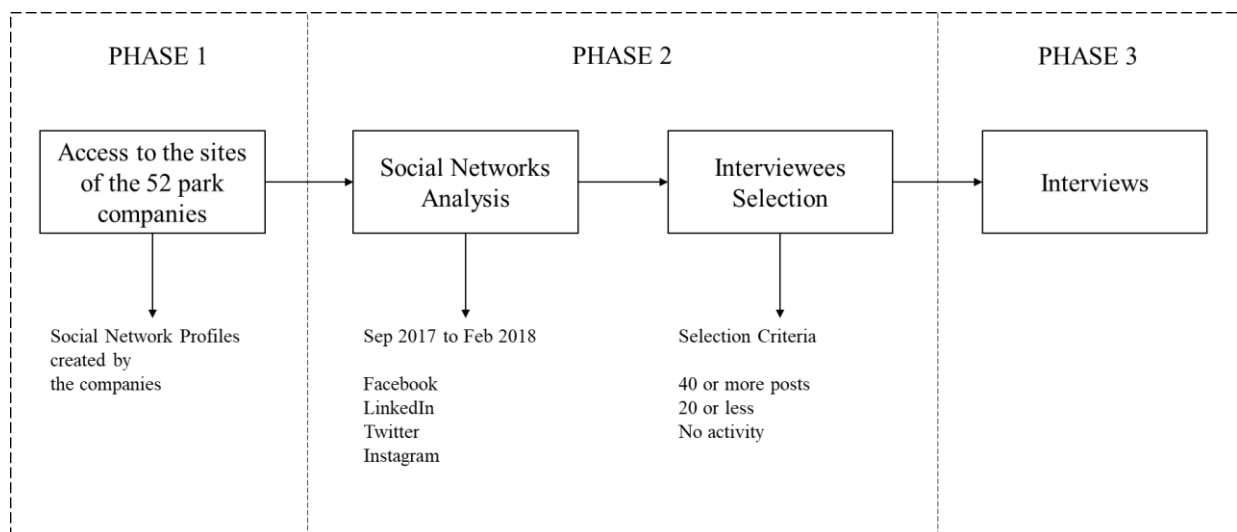 PHASE 1
PHASE 2
PHASE 3
Access to the sites
of the 52 park
companies
Social Networks
Analysis
Interviewees
Selection
Interviews
Social Network Profiles
created by
the companies
Sep 2017 to Feb 2018
Facebook
LinkedIn
Twitter
Instagram
Selection Criteria
40 or more posts
20 or less
No activity